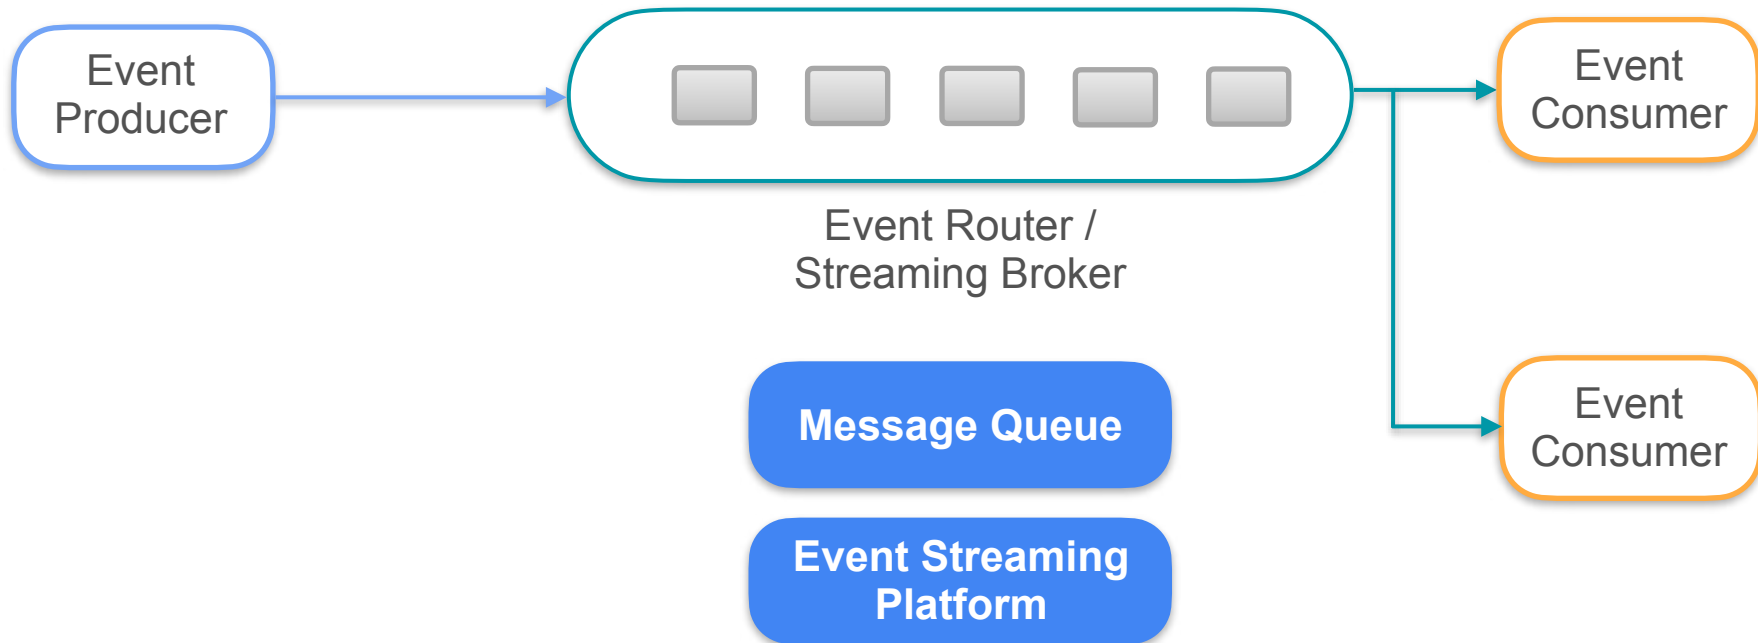 Event
Producer
Event Router /
Streaming Broker
Event
Consumer
Message Queue
Event
Consumer
Event Streaming
Platform